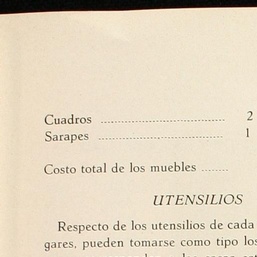 Cuadros ........................ 2
Sarapes ........................ 1
Costo total de los muebles .......
UTENSILIOS
Respecto de los utensilios de cada
gares, pueden tomarse como tipo los